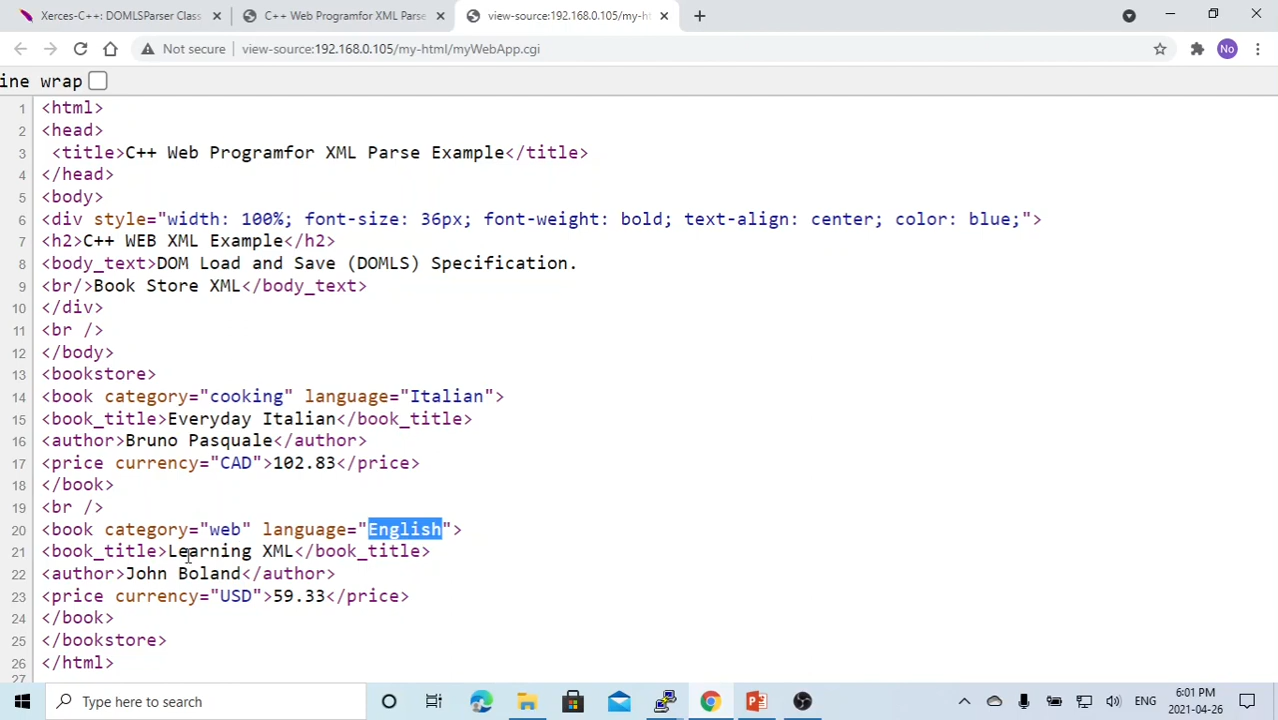 Xerces-C++: DOMLSParser Class
C++ Web Programfor XML Parse
view-source:192.168.0.105/my-ht
Not secure
view-source:192.168.0.105/my-html/myWebApp.cgi
No
ine wrap
1 <html>
2 <head>
3 <title>C++ Web Programfor XML Parse Example</title>
4 </head>
5 <body>
6 <div style="width: 100%; font-size: 36px; font-weight: bold; text-align: center; color: blue;">
7 <h2>C++ WEB XML Example</h2>
8 <body_text>DOM Load and Save (DOMLS) Specification.
9 <br/>Book Store XML</body_text>
10 </div>
11 <br />
12 </body>
13 <bookstore>
14 <book category="cooking" language="Italian">
15 <book_title>Everyday Italian</book_title>
16 <author>Bruno Pasquale</author>
17 <price currency="CAD">102.83</price>
18 </book>
19 <br />
20 <book category="web" language="English">
21 <book_title>Learning XML</book_title>
22 <author>John Boland</author>
23 <price currency="USD">59.33</price>
24 </book>
25 </bookstore>
26 </html>
27
Type here to search
ENG
6:01 PM
2021-04-26